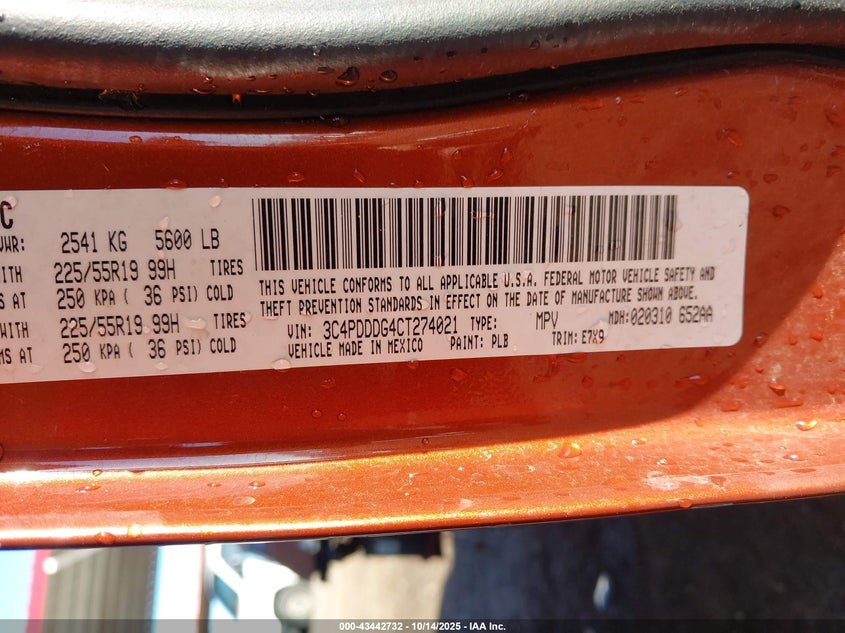 C
VWR: 2541 KG 5600 LB
WITH 225/55R19 99H TIRES
MS AT 250 KPA ( 36 PSI) COLD
WITH 225/55R19 99H TIRES
MS AT 250 KPA ( 36 PSI) COLD
THIS VEHICLE CONFORMS TO ALL APPLICABLE U.S.A. FEDERAL MOTOR VEHICLE SAFETY AND
THEFT PREVENTION STANDARDS IN EFFECT ON THE DATE OF MANUFACTURE SHOWN ABOVE.
VIN: 3C4PDDDG4CT274021 TYPE: MPV MDH:020310 652AA
VEHICLE MADE IN MEXICO PAINT: PLB TRIM: E7X9
000-43442732 - 10/14/2025 - IAA Inc.